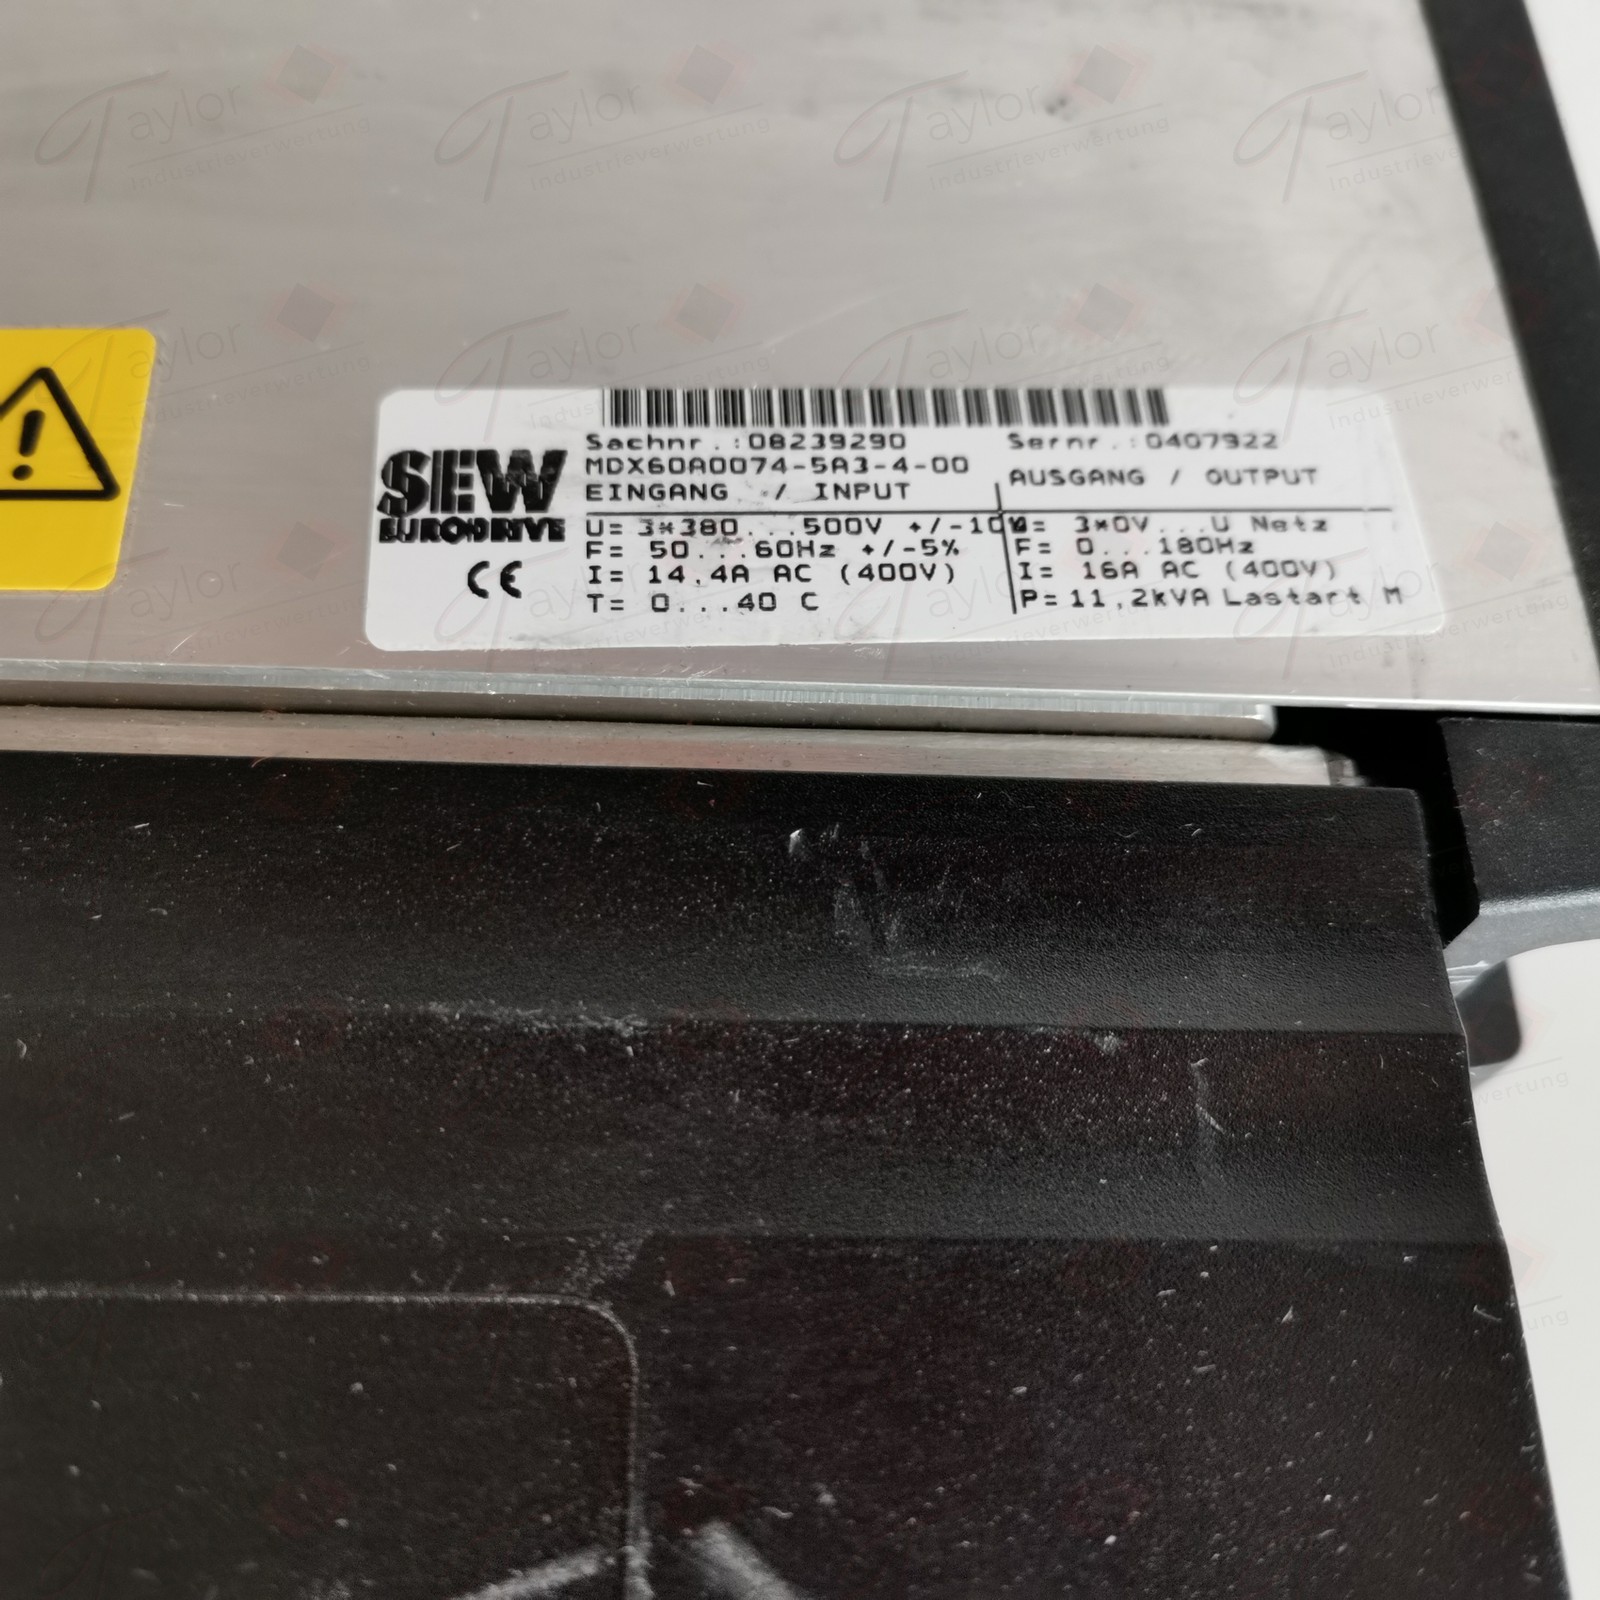 Sachnr.:08239290 Sernr.:0407922
MDX60A0074-5A3-4-00
SEW
EURODRIVE
CE
EINGANG / INPUT
AUSGANG / OUTPUT
U= 3*380...500V +/-10
F= 50...60Hz +/-5%
I= 14,4A AC (400V)
T= 0...40 C
U= 3*0V...U Netz
F= 0...180Hz
I= 16A AC (400V)
P=11,2kVA Lastart M
Taylor
Industrieverwertung